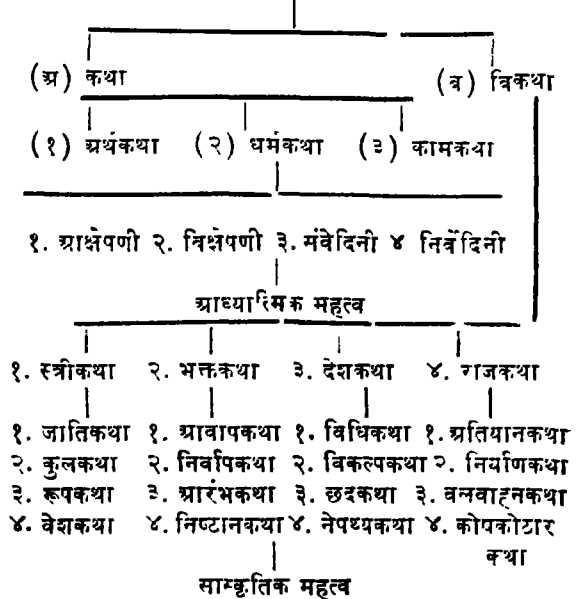 (अ) कथा (ब) विकथा
(१) अर्थकथा (२) धर्मकथा (३) कामकथा
१. आक्षेपणी २. विक्षेपणी ३. संवेदिनी ४ निर्वेदिनी
आध्यात्मिक महत्व
१. स्त्रीकथा २. भक्तकथा ३. देशकथा ४. राजकथा
१. जातिकथा १. आवापकथा १. विधिकथा १. अतियानकथा
२. कुलकथा २. निर्वापकथा २. विकल्पकथा २. निर्याणकथा
३. रूपकथा ३. आरंभकथा ३. छदकथा ३. वलवाहनकथा
४. वेशकथा ४. निष्टानकथा ४. नेपथ्यकथा ४. कोपकोटार
कथा
सास्कृतिक महत्व